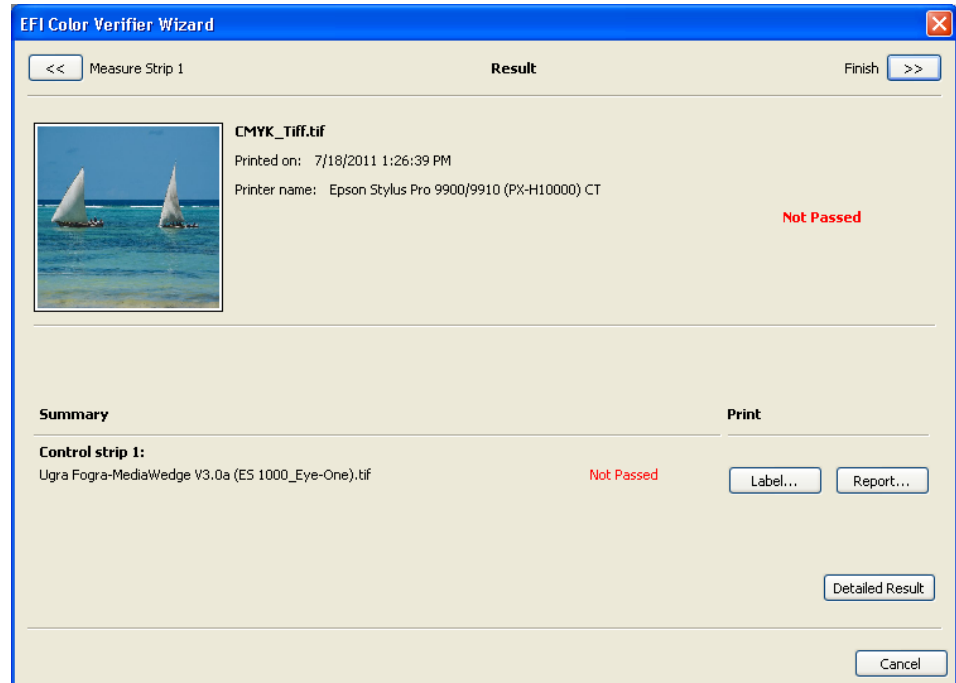 EFI Color Verifier Wizard
<< Measure Strip 1 Result Finish >>
CMYK_Tiff.tif
Printed on: 7/18/2011 1:26:39 PM
Printer name: Epson Stylus Pro 9900/9910 (PX-H10000) CT
Not Passed
Summary Print
Control strip 1:
Ugra Fogra-MediaWedge V3.0a (ES 1000_Eye-One).tif Not Passed Label... Report...
Detailed Result
Cancel